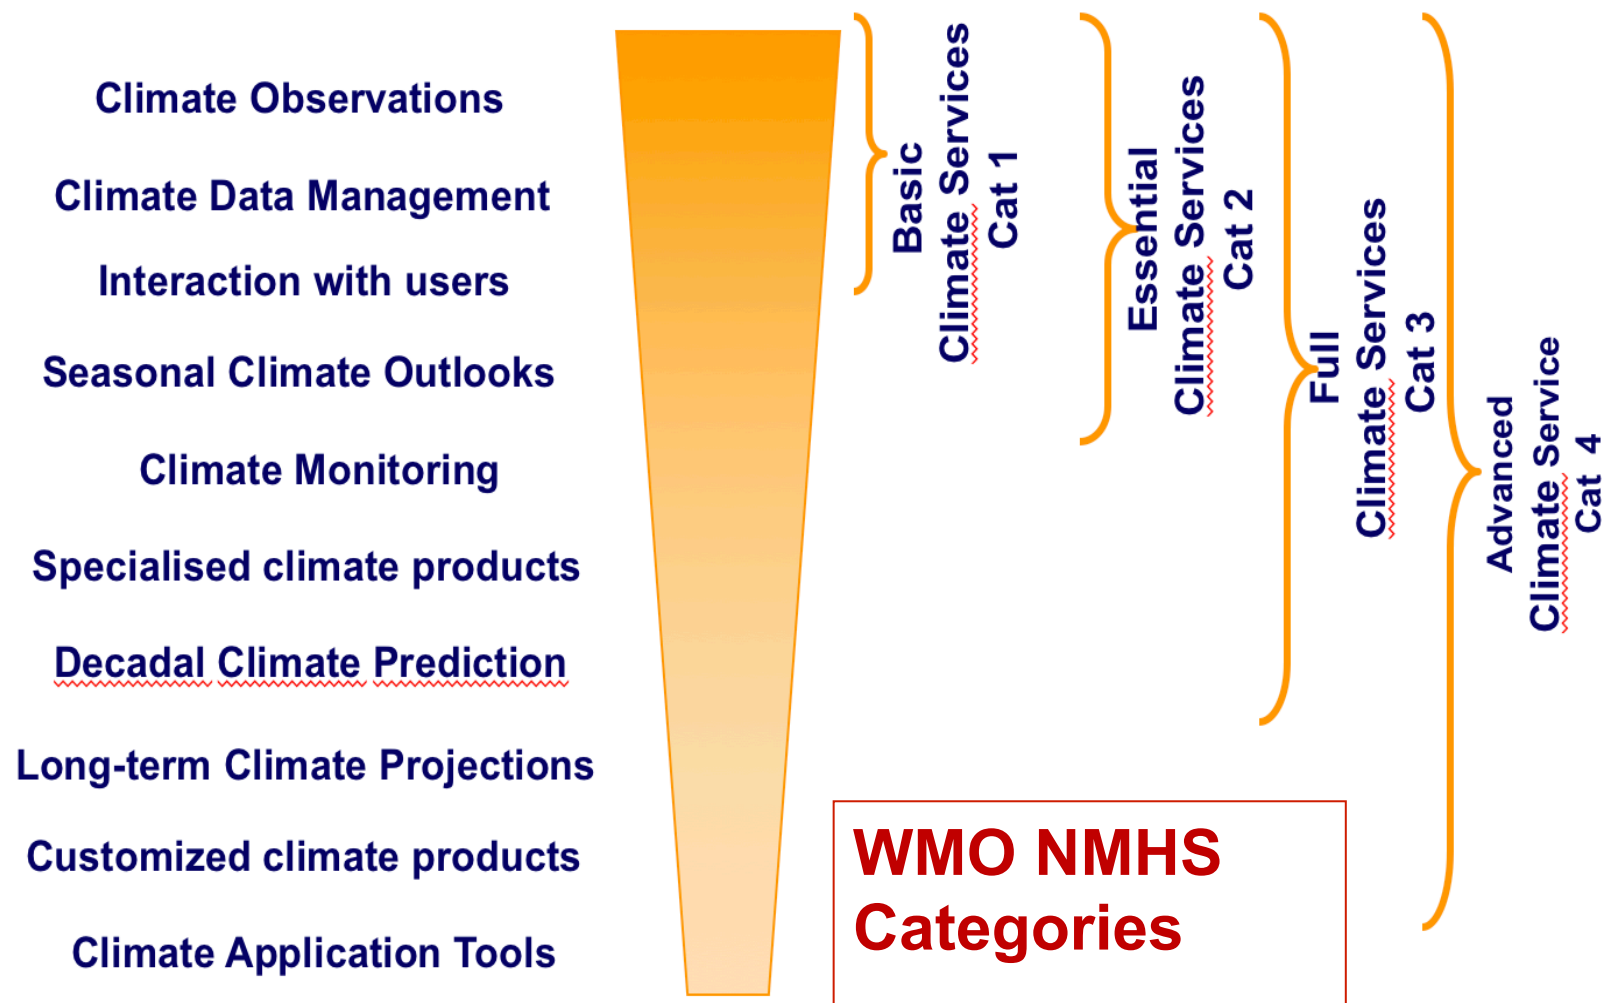 Climate Observations
Climate Data Management
Interaction with users
Seasonal Climate Outlooks
Climate Monitoring
Specialised climate products
Decadal Climate Prediction
Long-term Climate Projections
Customized climate products
Climate Application Tools
Basic
Climate Services
Cat 1
Essential
Climate Services
Cat 2
Full
Climate Services
Cat 3
Advanced
Climate Service
Cat 4
WMO NMHS
Categories